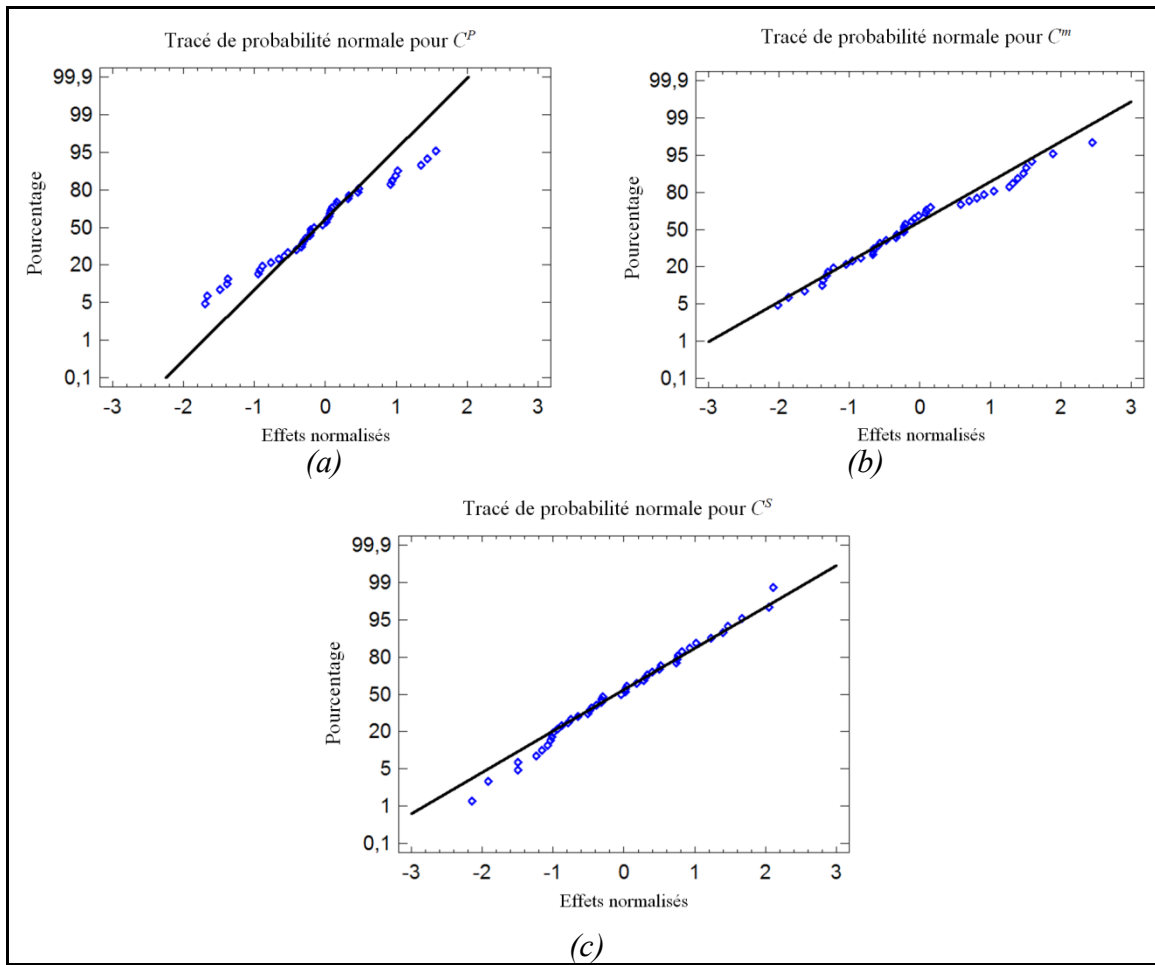 Tracé de probabilité normale pour C^P
99,9
99
95
80
50
20
5
1
0,1
Pourcentage
-3 -2 -1 0 1 2 3
Effets normalisés
(a)
Tracé de probabilité normale pour C^m
99,9
99
95
80
50
20
5
1
0,1
Pourcentage
-3 -2 -1 0 1 2 3
Effets normalisés
(b)
Tracé de probabilité normale pour C^S
99,9
99
95
80
50
20
5
1
0,1
Pourcentage
-3 -2 -1 0 1 2 3
Effets normalisés
(c)